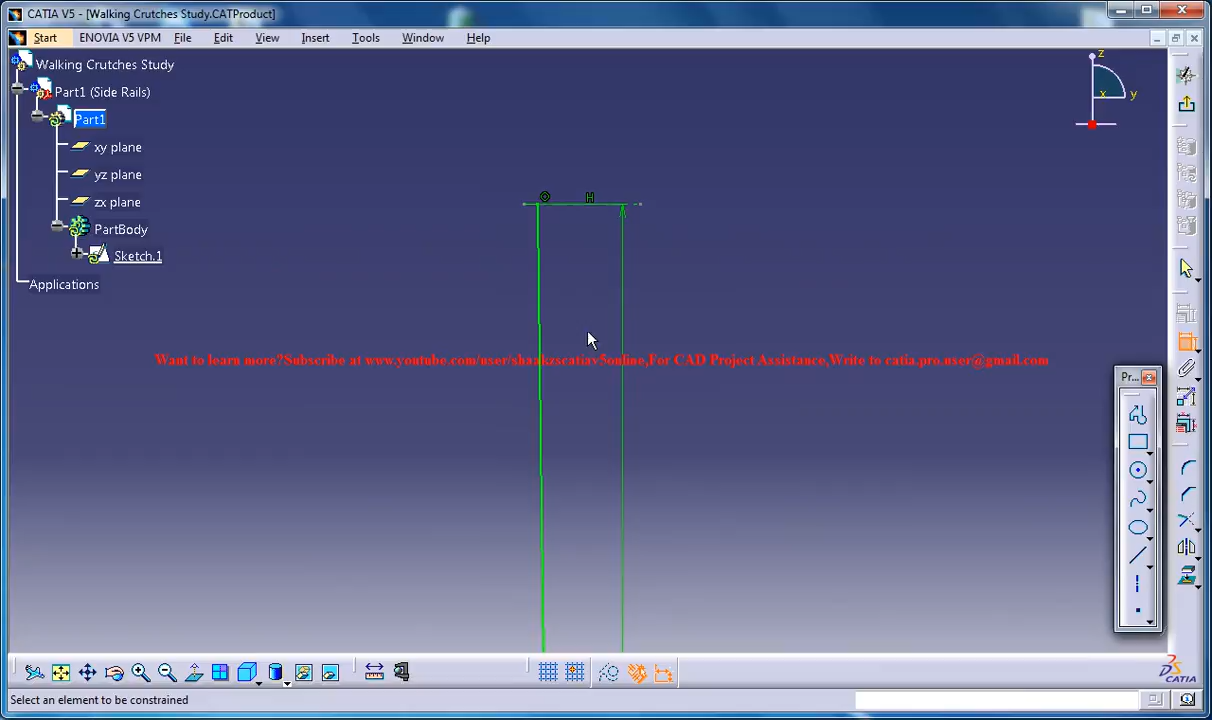 CATIA V5 - [Walking Crutches Study.CATProduct]
Start ENOVIA V5 VPM File Edit View Insert Tools Window Help
Walking Crutches Study
Part1 (Side Rails)
Part1
xy plane
yz plane
zx plane
PartBody
Sketch.1
Applications
z
x y
H
Want to learn more?Subscribe at www.youtube.com/user/shaakzscatiav5online,For CAD Project Assistance,Write to catia.pro.user@gmail.com
Pr...
CATIA
Select an element to be constrained